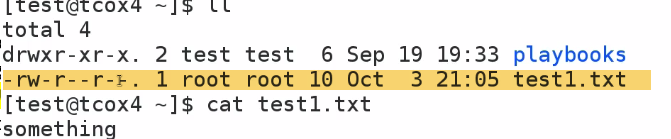 [test@tcox4 ~]$ ll
total 4
drwxr-xr-x. 2 test test  6 Sep 19 19:33 playbooks
-rw-r--r--. 1 root root 10 Oct  3 21:05 test1.txt
[test@tcox4 ~]$ cat test1.txt
something